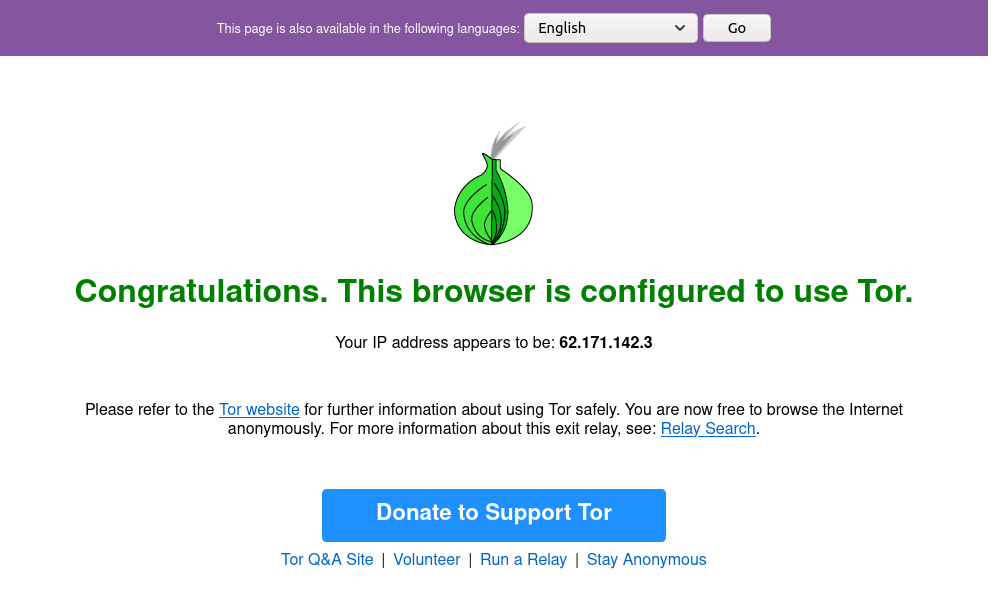 This page is also available in the following languages: English Go
Congratulations. This browser is configured to use Tor.
Your IP address appears to be: 62.171.142.3
Please refer to the Tor website for further information about using Tor safely. You are now free to browse the Internet
anonymously. For more information about this exit relay, see: Relay Search.
Donate to Support Tor
Tor Q&A Site | Volunteer | Run a Relay | Stay Anonymous